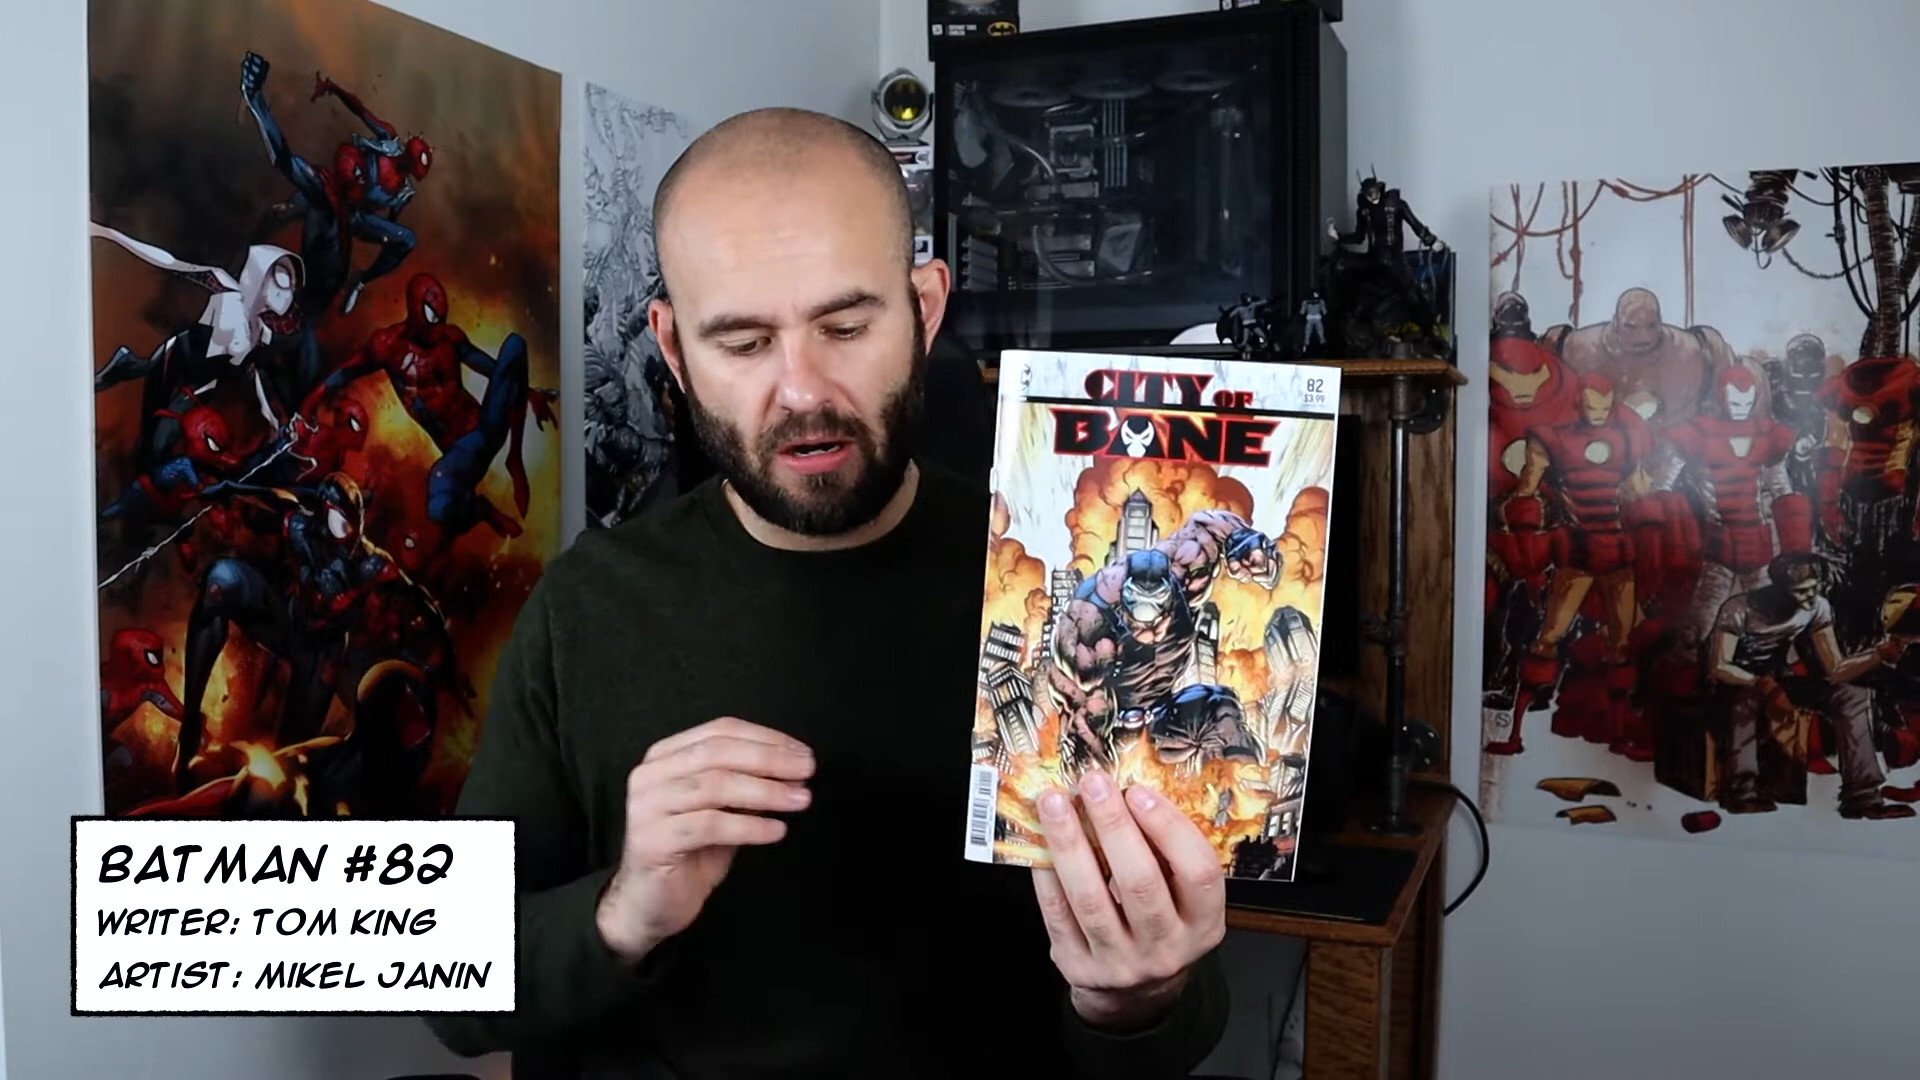 CITY OF
BANE
82
$3.99
BATMAN #82
WRITER: TOM KING
ARTIST: MIKEL JANIN